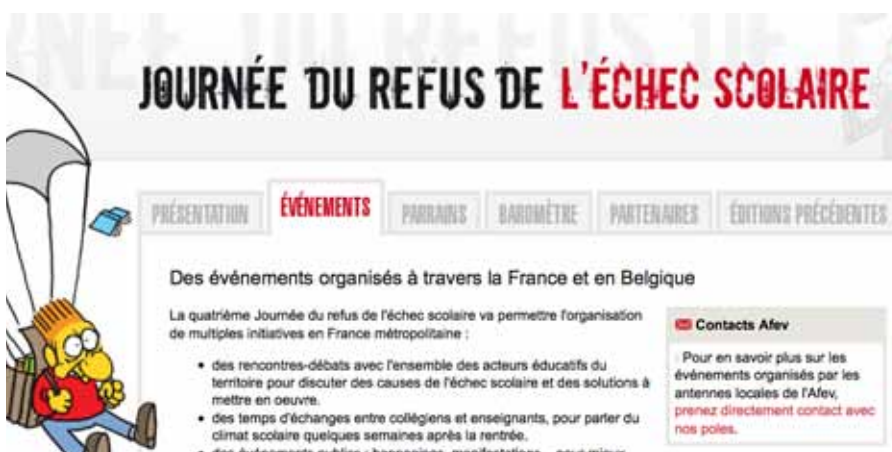 JOURNÉE DU REFUS DE L'ÉCHEC SCOLAIRE
PRÉSENTATION ÉVÉNEMENTS PARRAINS BAROMÈTRE PARTENAIRES ÉDITIONS PRÉCÉDENTES
Des événements organisés à travers la France et en Belgique
La quatrième Journée du refus de l'échec scolaire va permettre l'organisation
de multiples initiatives en France métropolitaine :
• des rencontres-débats avec l'ensemble des acteurs éducatifs du
territoire pour discuter des causes de l'échec scolaire et des solutions à
mettre en oeuvre.
• des temps d'échanges entre collégiens et enseignants, pour parler du
climat scolaire quelques semaines après la rentrée.
Contacts Afev
Pour en savoir plus sur les
événements organisés par les
antennes locales de l'Afev,
prenez directement contact avec
nos poles.